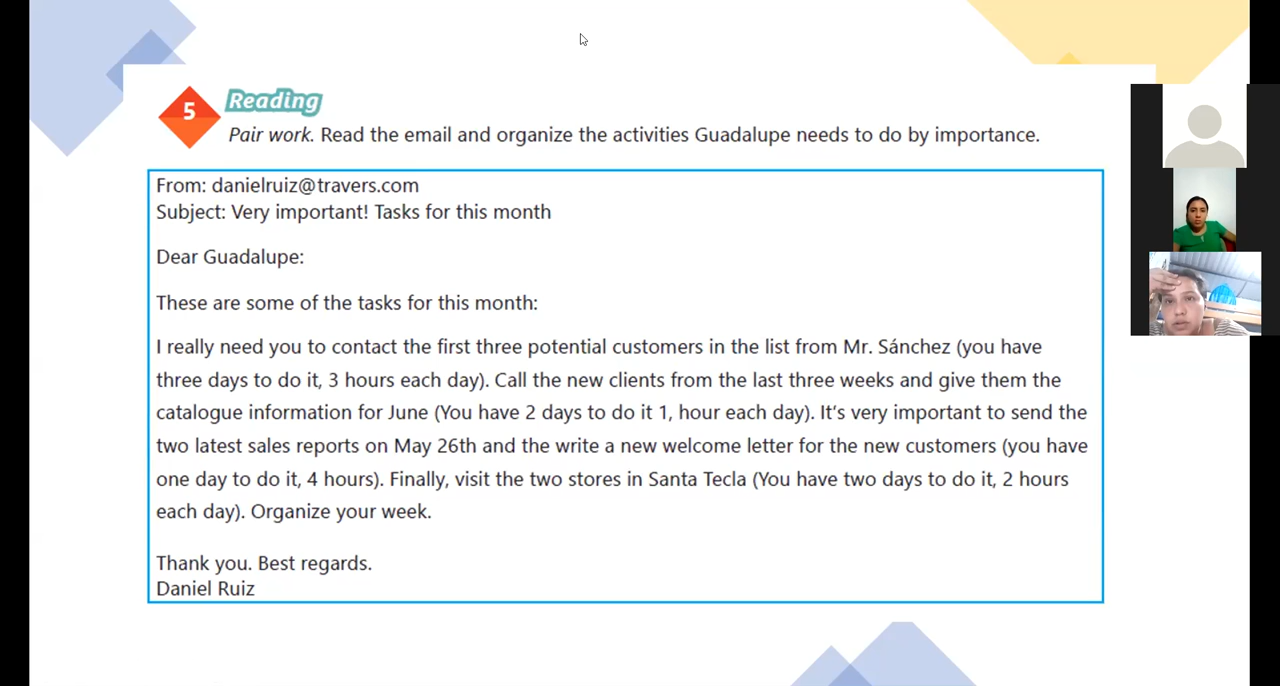 5
Reading
Pair work. Read the email and organize the activities Guadalupe needs to do by importance.
From: danielruiz@travers.com
Subject: Very important! Tasks for this month
Dear Guadalupe:
These are some of the tasks for this month:
I really need you to contact the first three potential customers in the list from Mr. Sánchez (you have
three days to do it, 3 hours each day). Call the new clients from the last three weeks and give them the
catalogue information for June (You have 2 days to do it 1, hour each day). It's very important to send the
two latest sales reports on May 26th and the write a new welcome letter for the new customers (you have
one day to do it, 4 hours). Finally, visit the two stores in Santa Tecla (You have two days to do it, 2 hours
each day). Organize your week.
Thank you. Best regards.
Daniel Ruiz